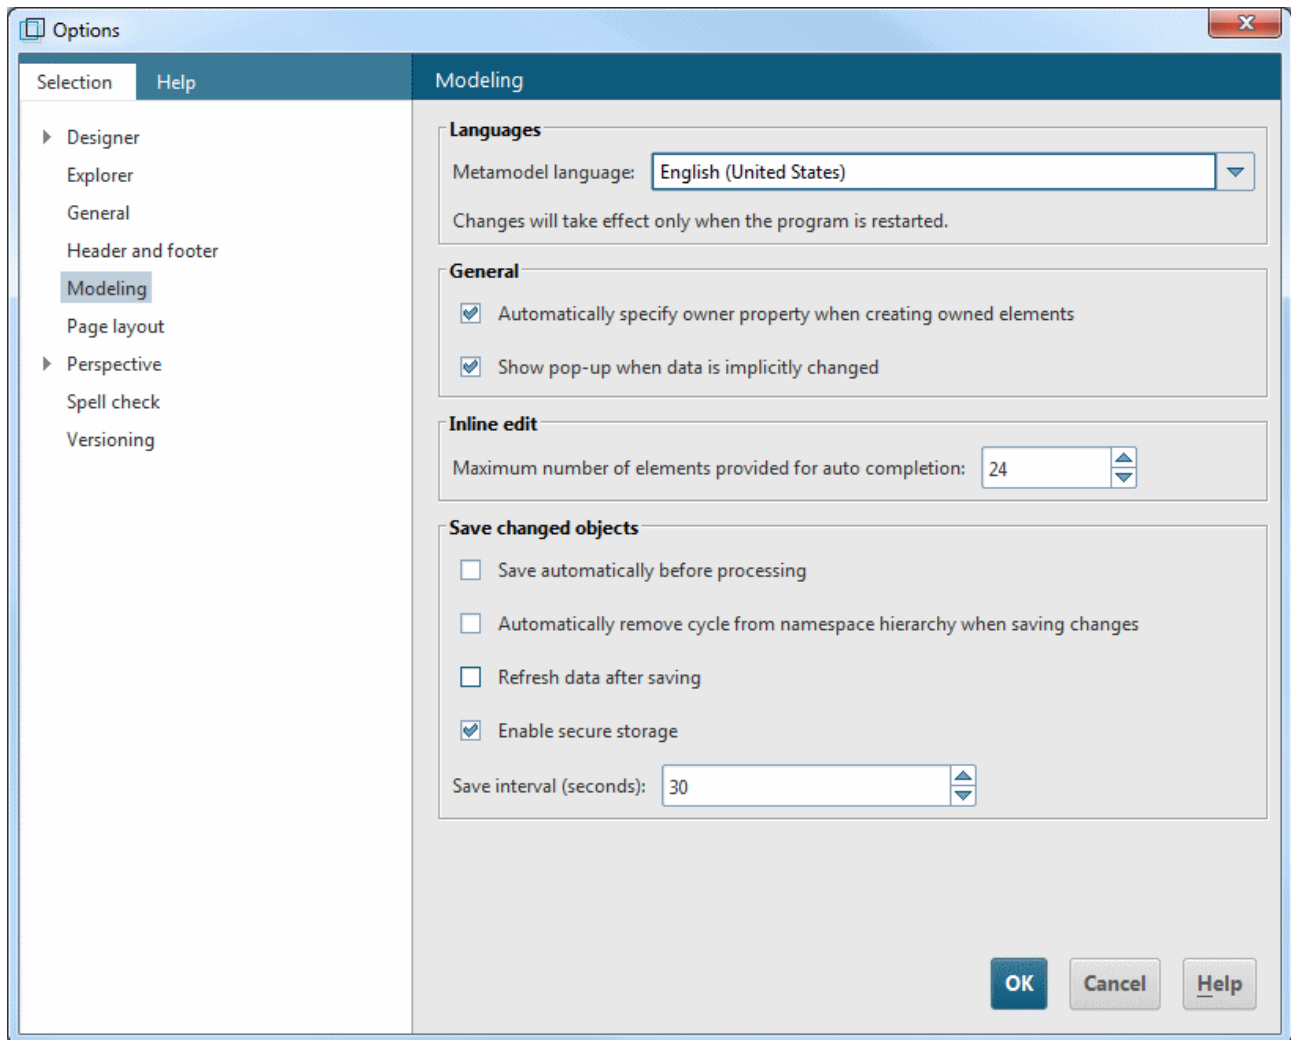 Options
Selection
Help
Designer
Explorer
General
Header and footer
Modeling
Page layout
Perspective
Spell check
Versioning
Modeling
Languages
Metamodel language: English (United States)
Changes will take effect only when the program is restarted.
General
Automatically specify owner property when creating owned elements
Show pop-up when data is implicitly changed
Inline edit
Maximum number of elements provided for auto completion: 24
Save changed objects
Save automatically before processing
Automatically remove cycle from namespace hierarchy when saving changes
Refresh data after saving
Enable secure storage
Save interval (seconds): 30
OK Cancel Help